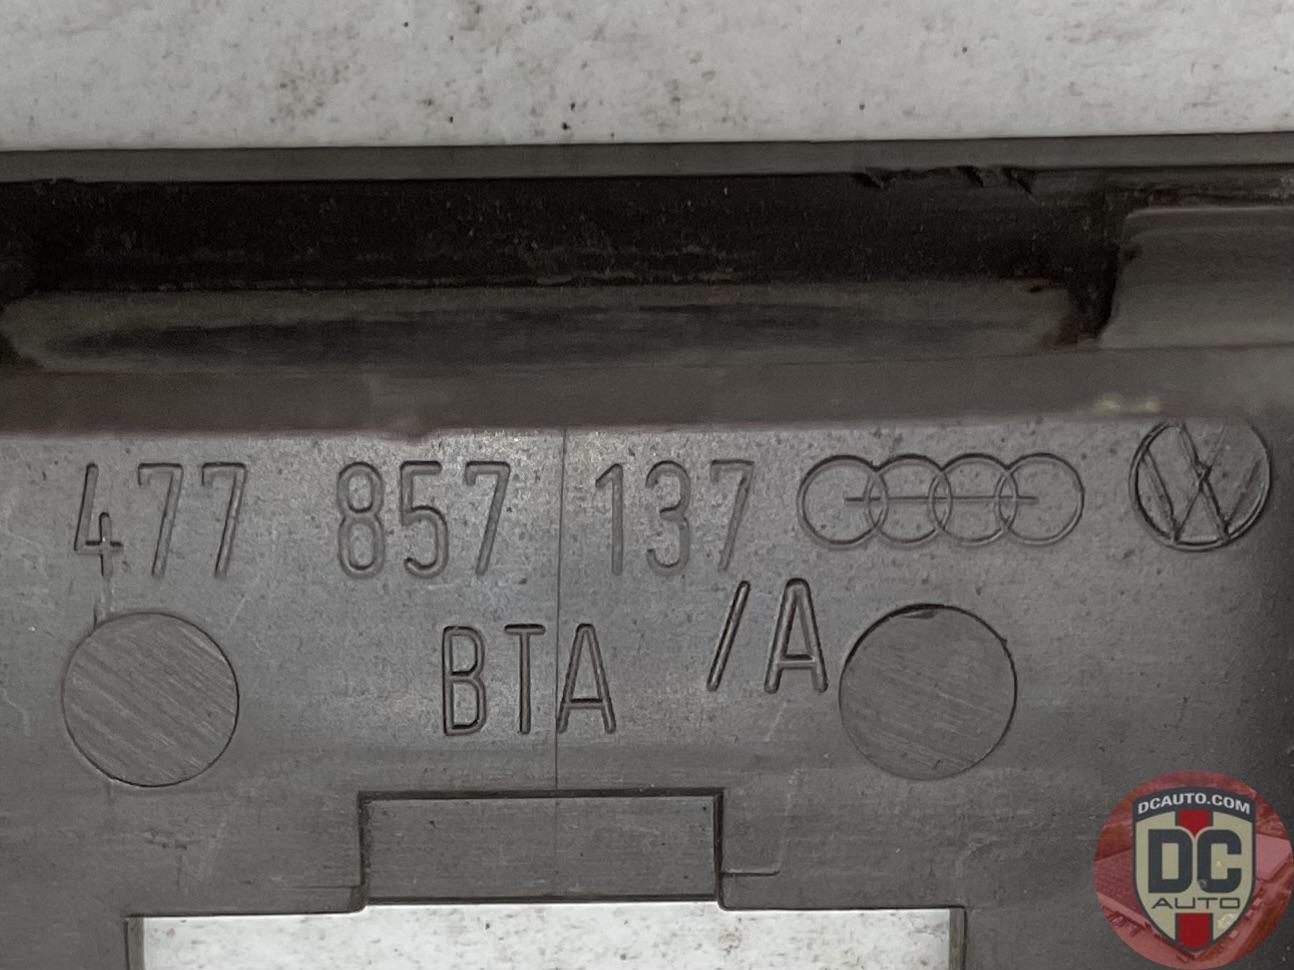 477 857 137
BTA /A
DCAUTO.COM
DC
AUTO